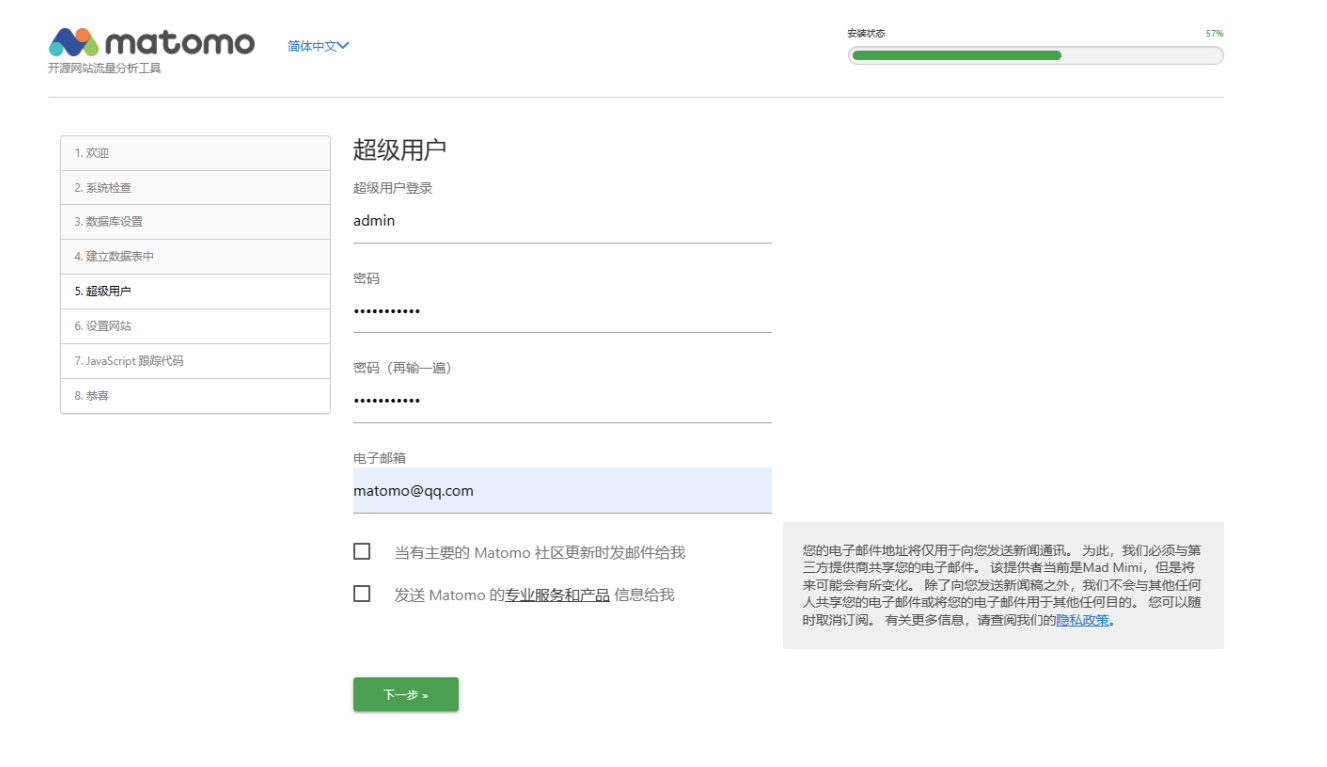 matomo
简体中文
开源网站流量分析工具
安装状态
57%
1. 欢迎
2. 系统检查
3. 数据库设置
4. 建立数据表中
5. 超级用户
6. 设置网站
7. JavaScript 跟踪代码
8. 恭喜
超级用户
超级用户登录
admin
密码
•••••••••••
密码（再输一遍）
•••••••••••
电子邮箱
matomo@qq.com
当有主要的 Matomo 社区更新时发邮件给我
发送 Matomo 的专业服务和产品 信息给我
您的电子邮件地址将仅用于向您发送新闻通讯。 为此，我们必须与第
三方提供商共享您的电子邮件。 该提供者当前是Mad Mimi，但是将
来可能会有所变化。 除了向您发送新闻稿之外，我们不会与其他任何
人共享您的电子邮件或将您的电子邮件用于其他任何目的。 您可以随
时取消订阅。 有关更多信息，请查阅我们的隐私政策。
下一步 »